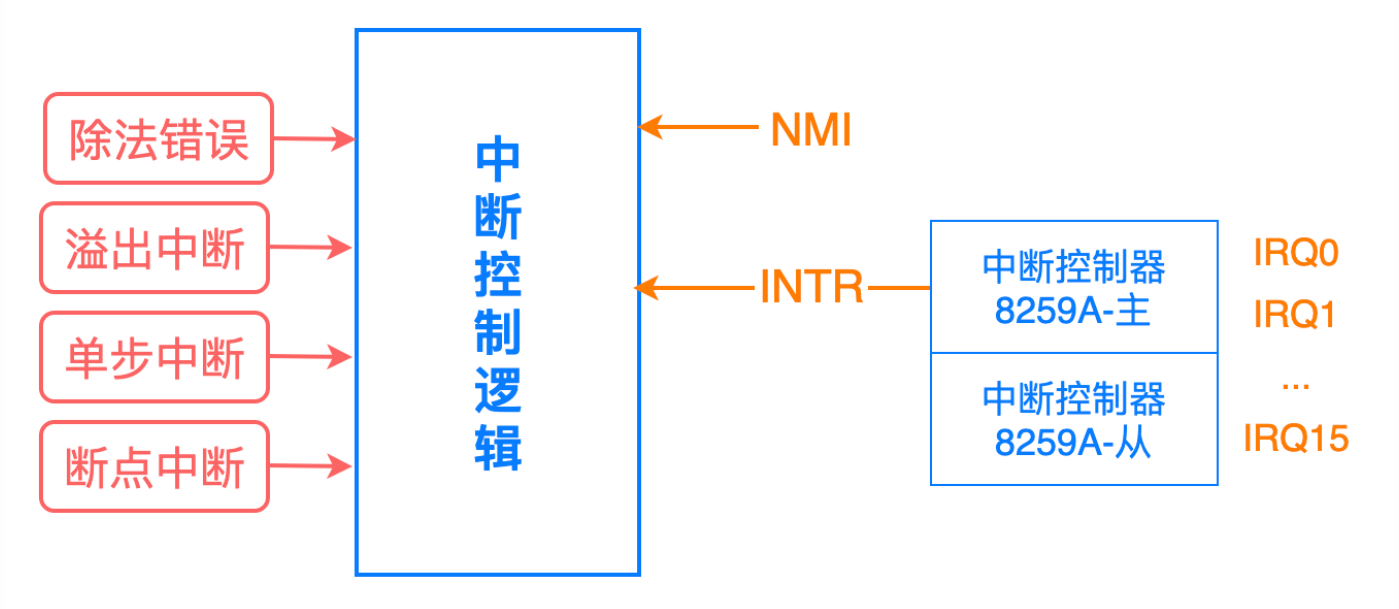 除法错误
溢出中断
单步中断
断点中断
中断控制逻辑
NMI
INTR
中断控制器
8259A-主
中断控制器
8259A-从
IRQ0
IRQ1
...
IRQ15